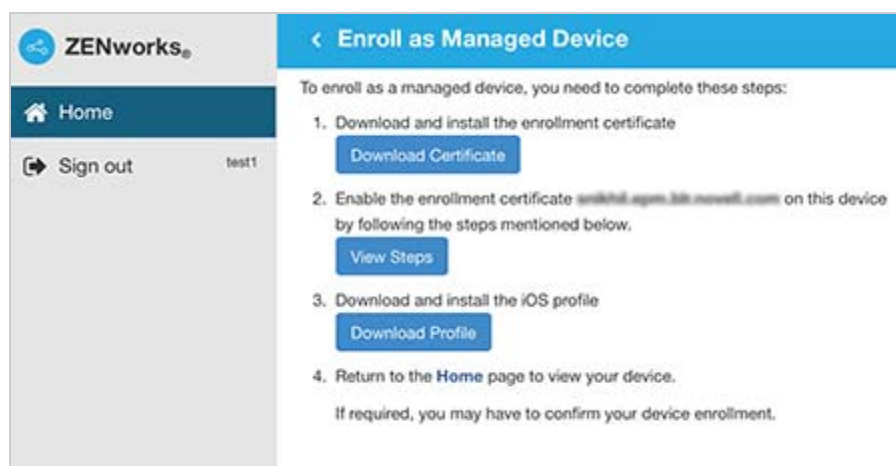 ZENworks®
Home
Sign out test1
Enroll as Managed Device
To enroll as a managed device, you need to complete these steps:
1. Download and install the enrollment certificate
Download Certificate
2. Enable the enrollment certificate on this device
by following the steps mentioned below.
View Steps
3. Download and install the iOS profile
Download Profile
4. Return to the Home page to view your device.
If required, you may have to confirm your device enrollment.